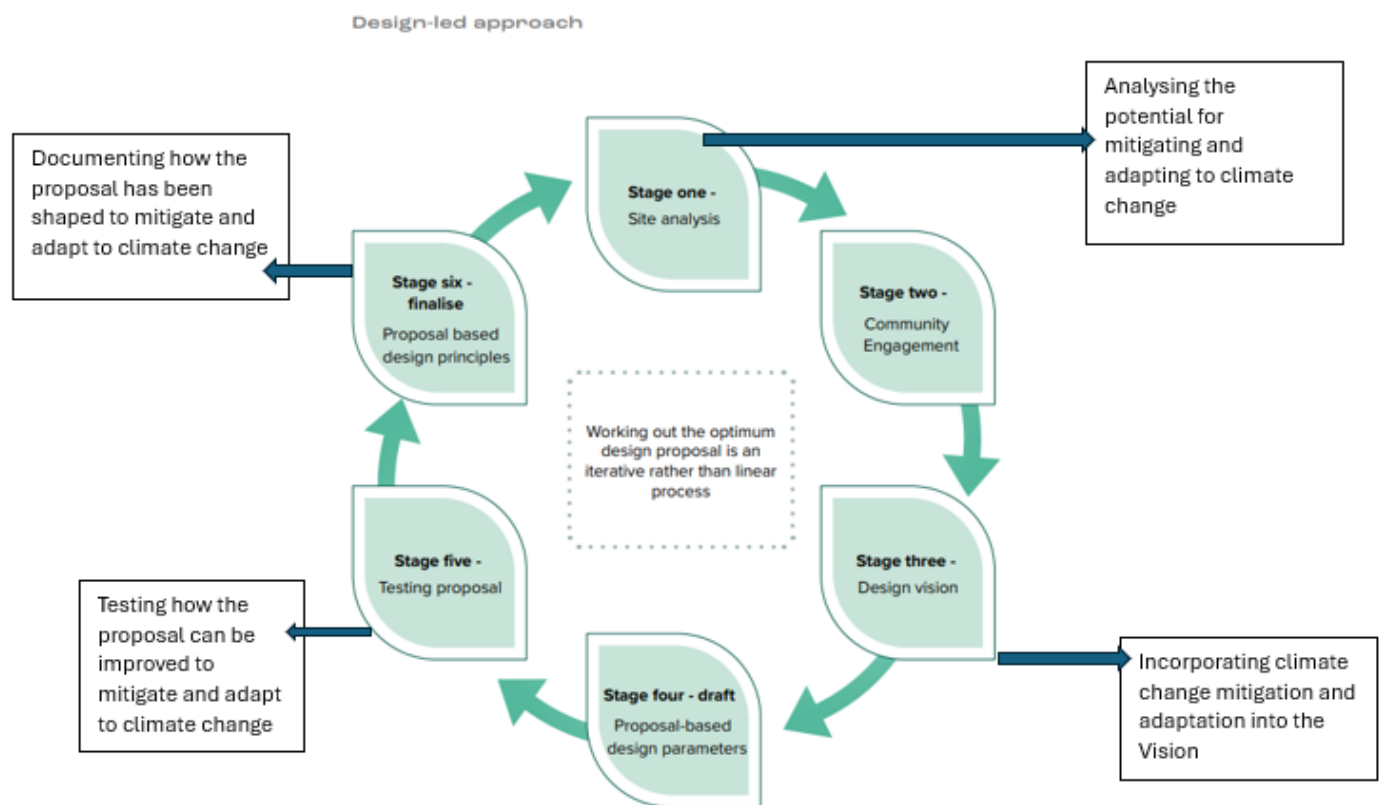 Design-led approach
Analysing the
potential for
mitigating and
adapting to climate
change
Documenting how the
proposal has been
shaped to mitigate and
adapt to climate change
Stage one -
Site analysis
Stage two -
Community
Engagement
Stage six -
finalise
Proposal based
design principles
Working out the optimum
design proposal is an
iterative rather than linear
process
Stage three -
Design vision
Stage five -
Testing proposal
Testing how the
proposal can be
improved to
mitigate and adapt
to climate change
Stage four - draft
Proposal-based
design parameters
Incorporating climate
change mitigation and
adaptation into the
Vision